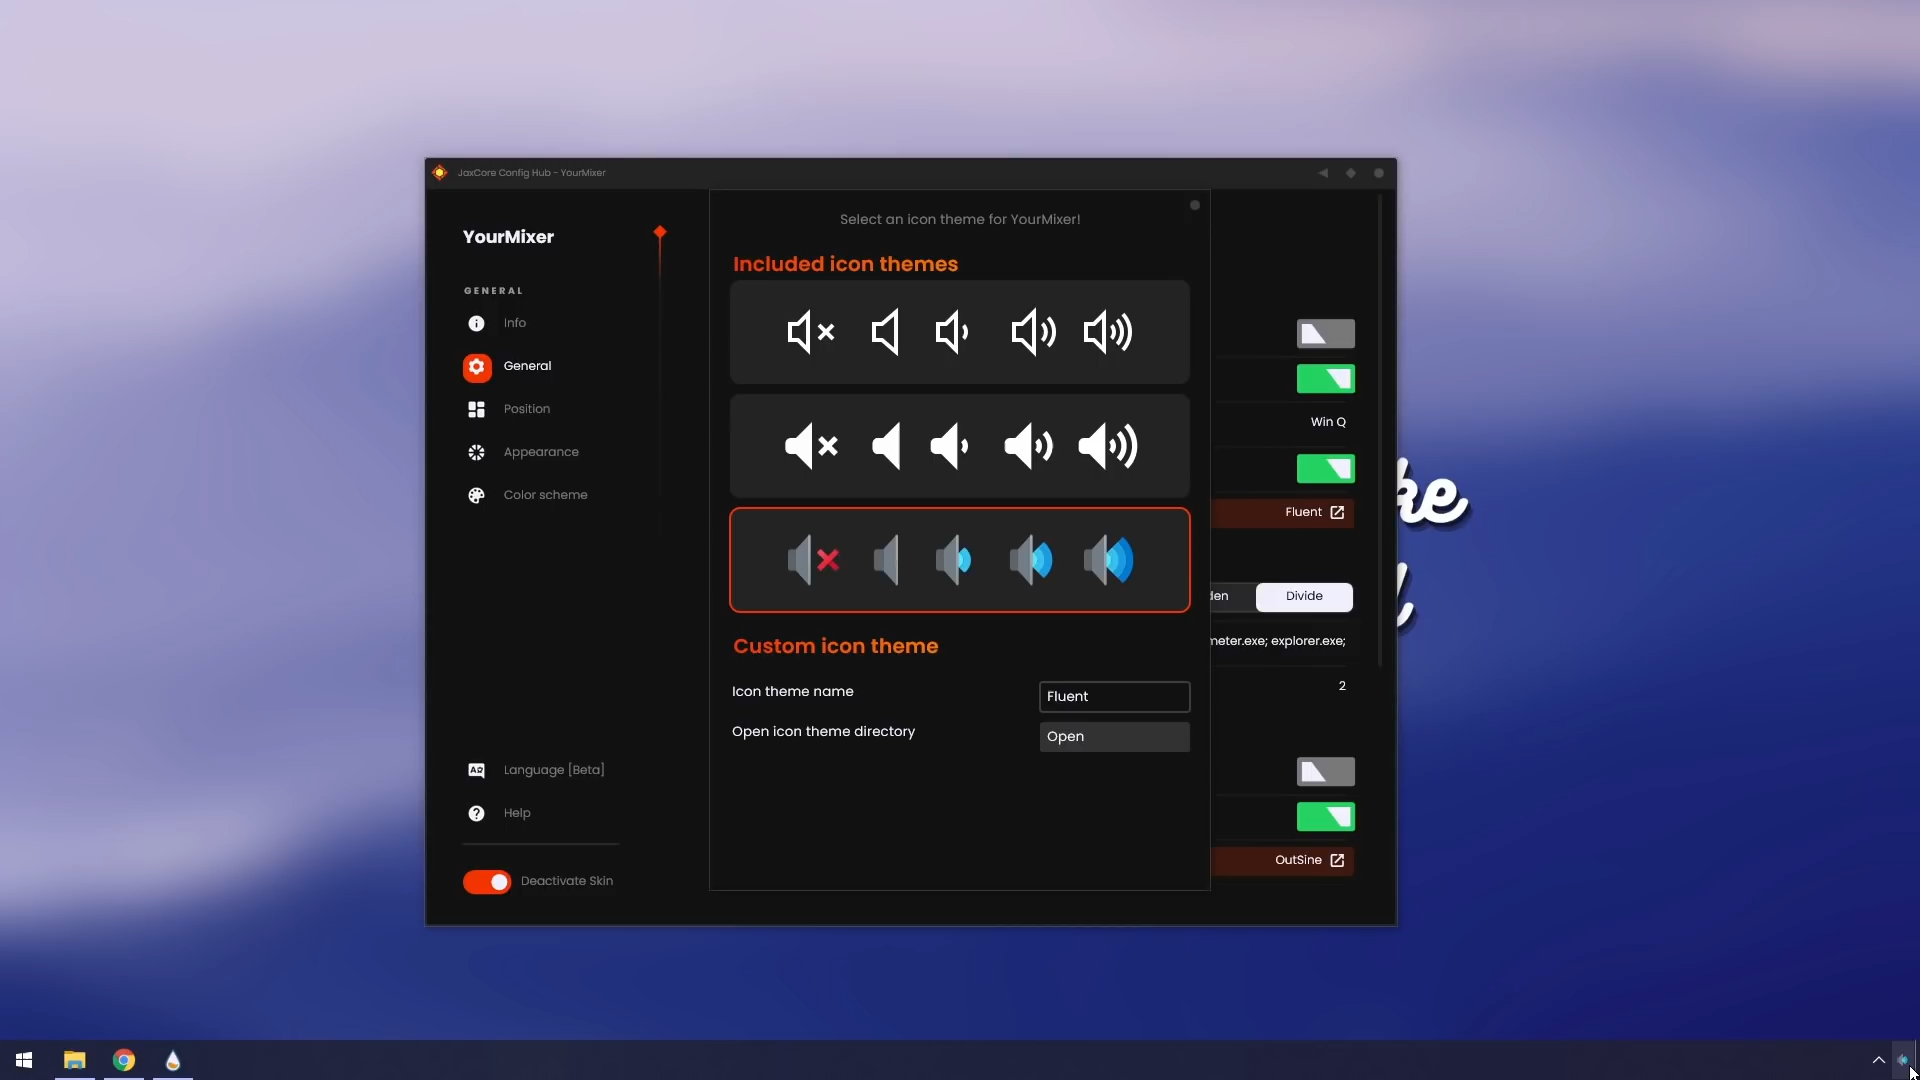 JaxCore Config Hub - YourMixer
YourMixer
GENERAL
Info
General
Position
Appearance
Color scheme
Language [Beta]
Help
Deactivate Skin
Select an icon theme for YourMixer!
Included icon themes
Custom icon theme
Icon theme name
Fluent
Open icon theme directory
Open
Win Q
Fluent
Divide
explorer.exe;
2
OutSine